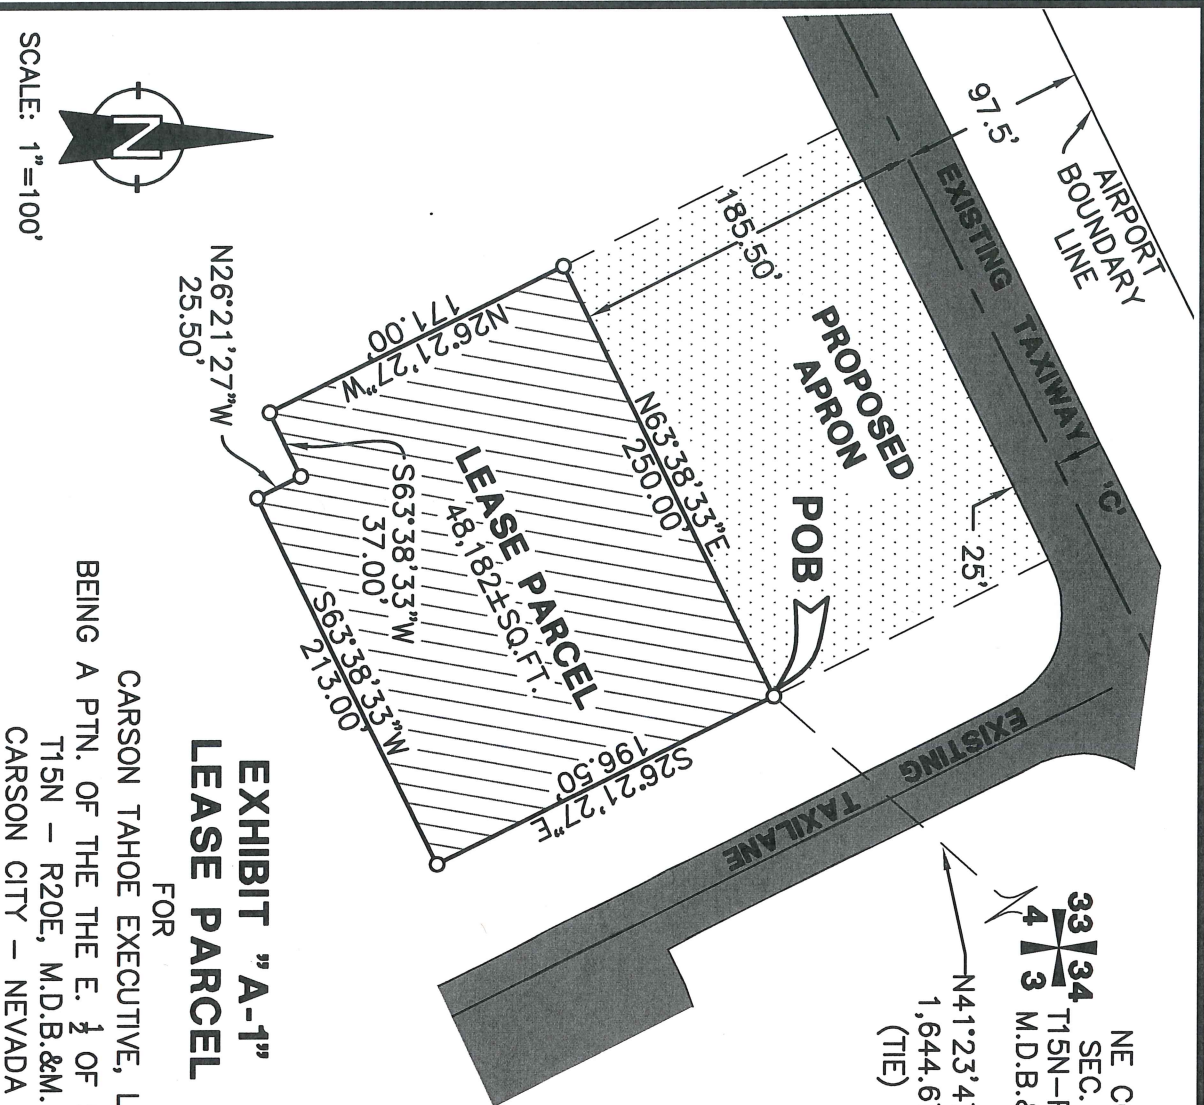 AIRPORT
BOUNDARY
LINE
97.5'
EXISTING TAXIWAY 'C'
185.50'
PROPOSED
APRON
25'
POB
N63°38'33"E
250.00'
N26°21'27"W
171.00'
LEASE PARCEL
48,182±SQ.FT.
S63°38'33"W
37.00'
N26°21'27"W
25.50'
S63°38'33"W
213.00'
S26°21'27"E
196.50'
EXISTING
TAXILANE
NE
SEC.
T15N-
M.D.B.&
33 34
4 3
N41°23'
1,644.6
(TIE)
N
SCALE: 1"=100'
EXHIBIT "A-1"
LEASE PARCEL
FOR
CARSON TAHOE EXECUTIVE,
BEING A PTN. OF THE THE E. ½ OF
T15N – R20E, M.D.B.&M.
CARSON CITY – NEVADA